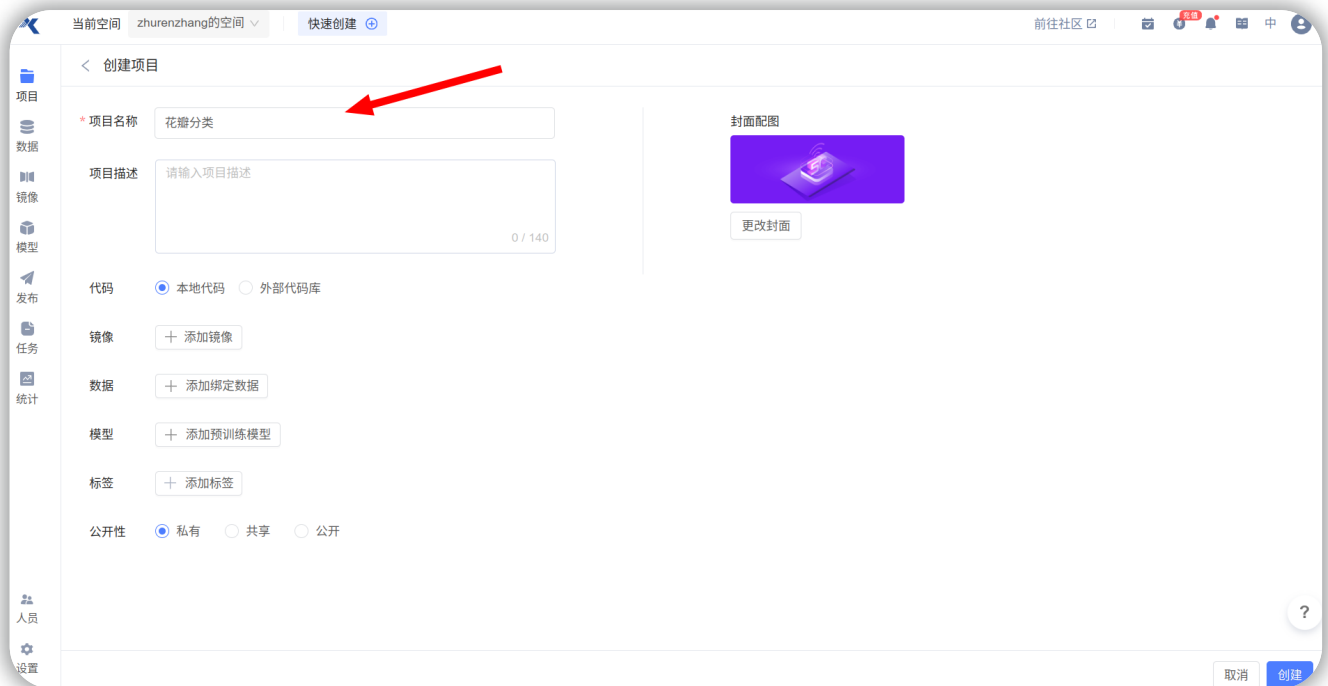 当前空间 zhurenzhang的空间 快速创建 前往社区 充值 中
创建项目
项目
数据
镜像
模型
发布
任务
统计
人员
设置
* 项目名称 花瓣分类
项目描述 请输入项目描述
0 / 140
代码 本地代码 外部代码库
镜像 添加镜像
数据 添加绑定数据
模型 添加预训练模型
标签 添加标签
公开性 私有 共享 公开
封面配图
5G
更改封面
?
取消 创建